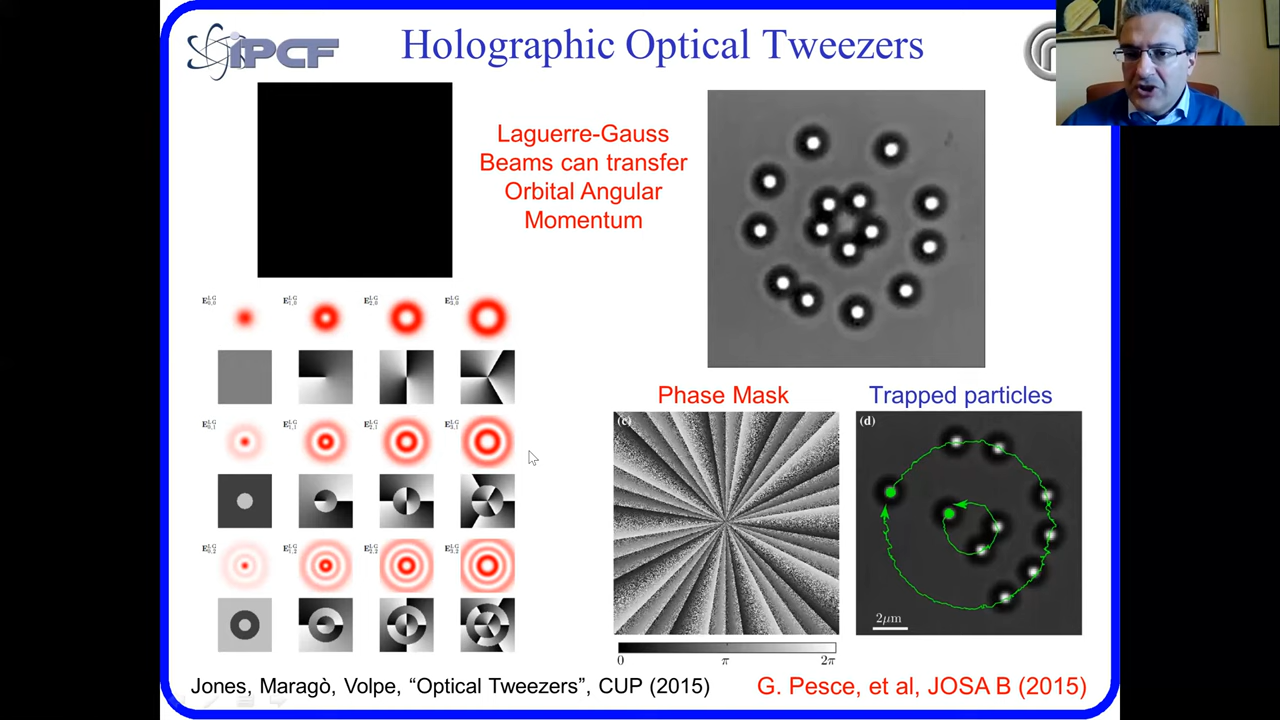 iPCF
Holographic Optical Tweezers
Laguerre-Gauss
Beams can transfer
Orbital Angular
Momentum
Phase Mask
Trapped particles
(c)
(d)
2μm
0 π 2π
Jones, Maragò, Volpe, “Optical Tweezers”, CUP (2015)
G. Pesce, et al, JOSA B (2015)